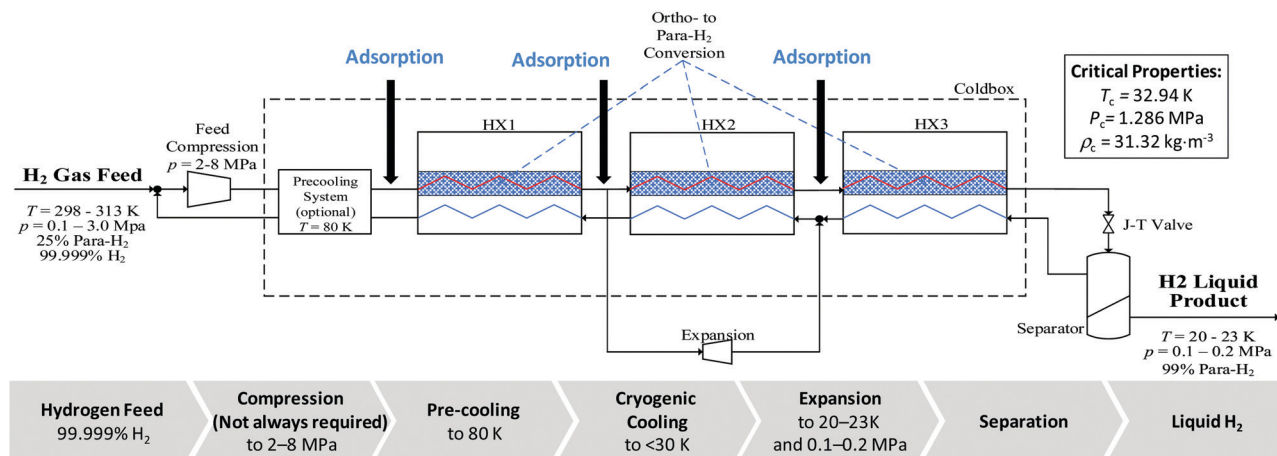 Ortho- to
Para-H₂
Conversion
Adsorption
Adsorption
Adsorption
Critical Properties:
T꜀ = 32.94 K
P꜀= 1.286 MPa
ρ꜀ = 31.32 kg·m⁻³
Coldbox
Feed
Compression
p = 2-8 MPa
HX1
HX2
HX3
H₂ Gas Feed
T = 298 - 313 K
p = 0.1 – 3.0 Mpa
25% Para-H₂
99.999% H₂
Precooling
System
(optional)
T = 80 K
J-T Valve
Expansion
Separator
H2 Liquid
Product
T = 20 - 23 K
p = 0.1 – 0.2 MPa
99% Para-H₂
Hydrogen Feed
99.999% H₂
Compression
(Not always required)
to 2–8 MPa
Pre-cooling
to 80 K
Cryogenic
Cooling
to <30 K
Expansion
to 20–23K
and 0.1–0.2 MPa
Separation
Liquid H₂